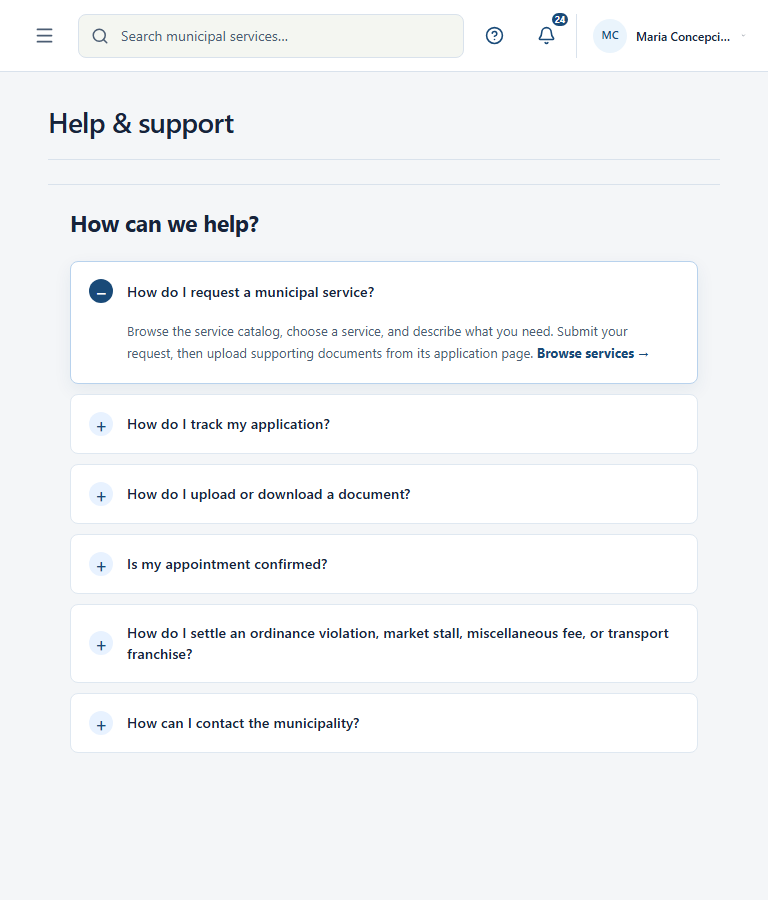 Search municipal services...
24
MC
Maria Concepci...
Help & support
How can we help?
How do I request a municipal service?
Browse the service catalog, choose a service, and describe what you need. Submit your
request, then upload supporting documents from its application page. Browse services →
How do I track my application?
How do I upload or download a document?
Is my appointment confirmed?
How do I settle an ordinance violation, market stall, miscellaneous fee, or transport
franchise?
How can I contact the municipality?